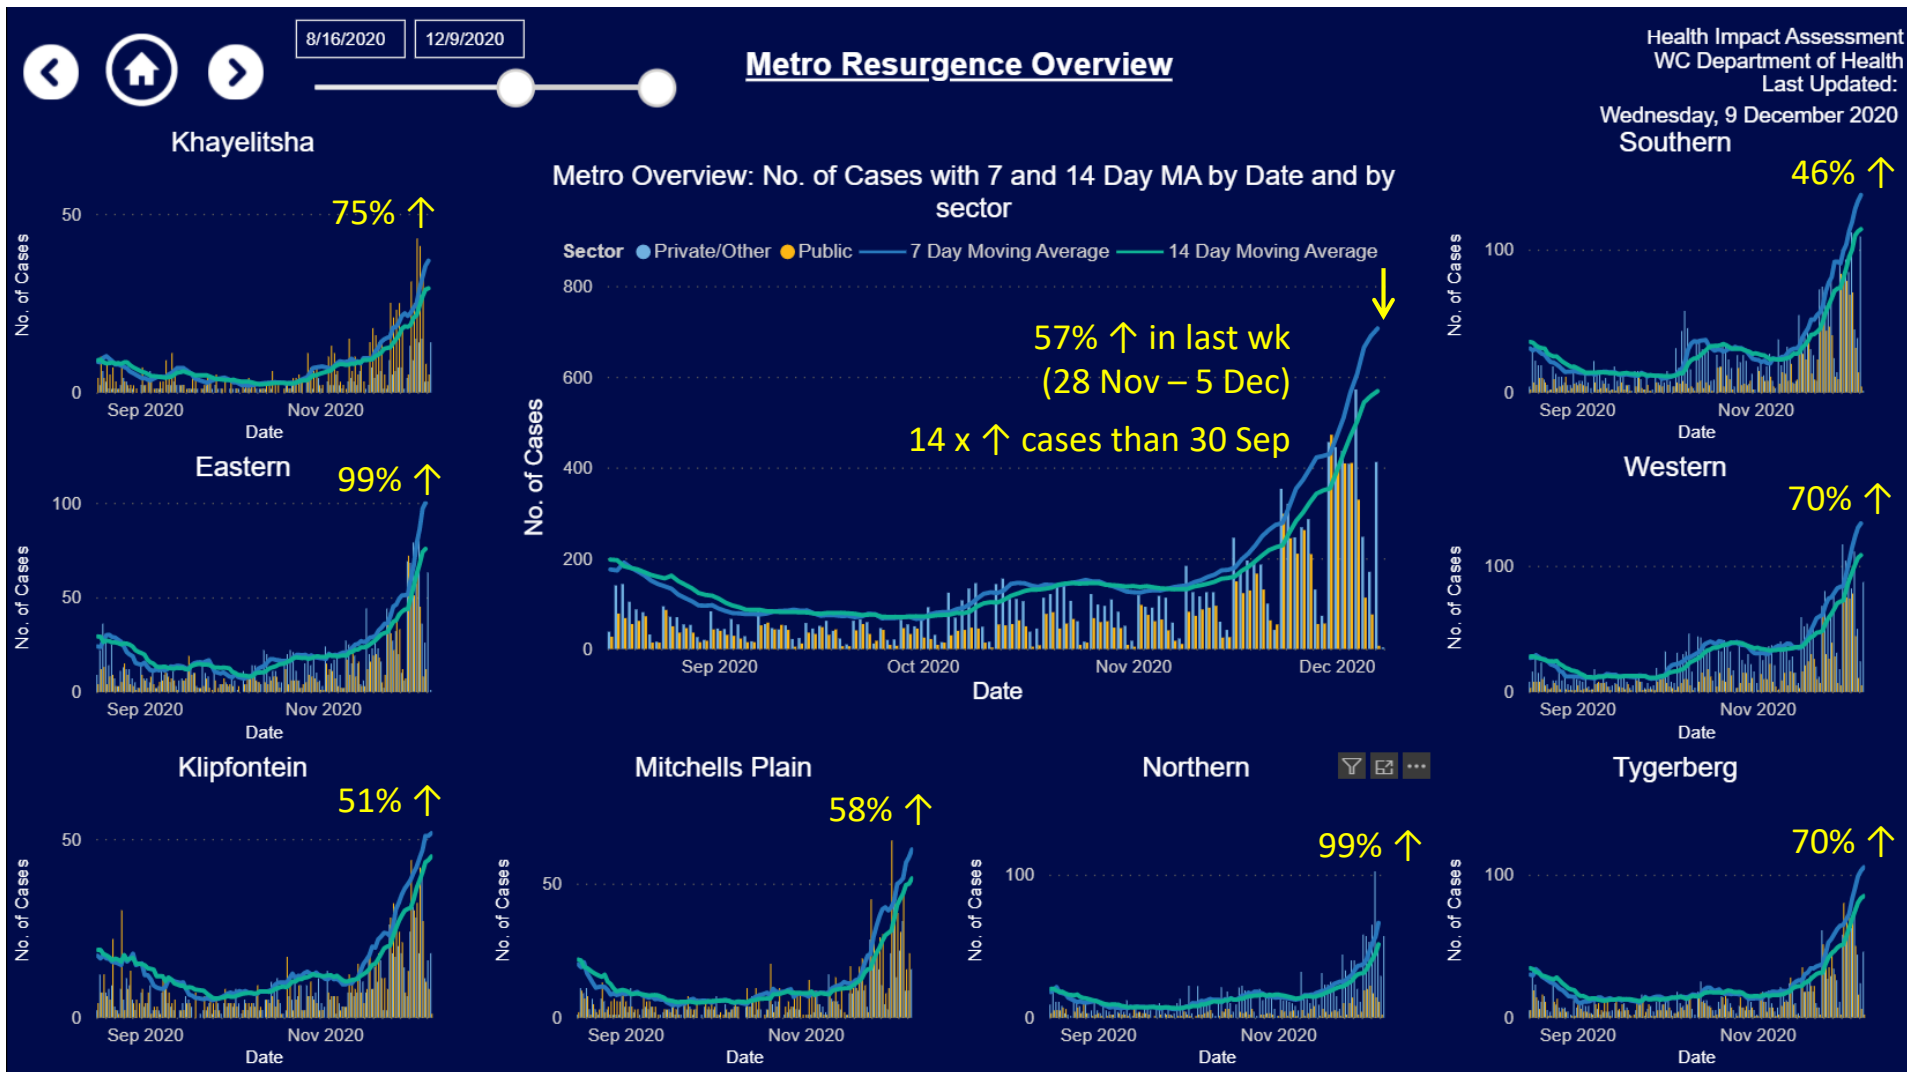 8/16/2020
12/9/2020
Metro Resurgence Overview
Health Impact Assessment
WC Department of Health
Last Updated:
Wednesday, 9 December 2020
Khayelitsha
75% ↑
50
0
No. of Cases
Sep 2020
Nov 2020
Date
Metro Overview: No. of Cases with 7 and 14 Day MA by Date and by
sector
Sector Private/Other Public 7 Day Moving Average 14 Day Moving Average
800
600
400
200
0
No. of Cases
57% ↑ in last wk
(28 Nov – 5 Dec)
14 x ↑ cases than 30 Sep
Sep 2020
Oct 2020
Nov 2020
Dec 2020
Date
Southern
46% ↑
100
0
No. of Cases
Sep 2020
Nov 2020
Date
Eastern
99% ↑
100
50
0
No. of Cases
Sep 2020
Nov 2020
Date
Western
70% ↑
100
0
No. of Cases
Sep 2020
Nov 2020
Date
Klipfontein
51% ↑
50
0
No. of Cases
Sep 2020
Nov 2020
Date
Mitchells Plain
58% ↑
50
0
No. of Cases
Sep 2020
Nov 2020
Date
Northern
99% ↑
100
0
No. of Cases
Sep 2020
Nov 2020
Date
Tygerberg
70% ↑
100
0
No. of Cases
Sep 2020
Nov 2020
Date